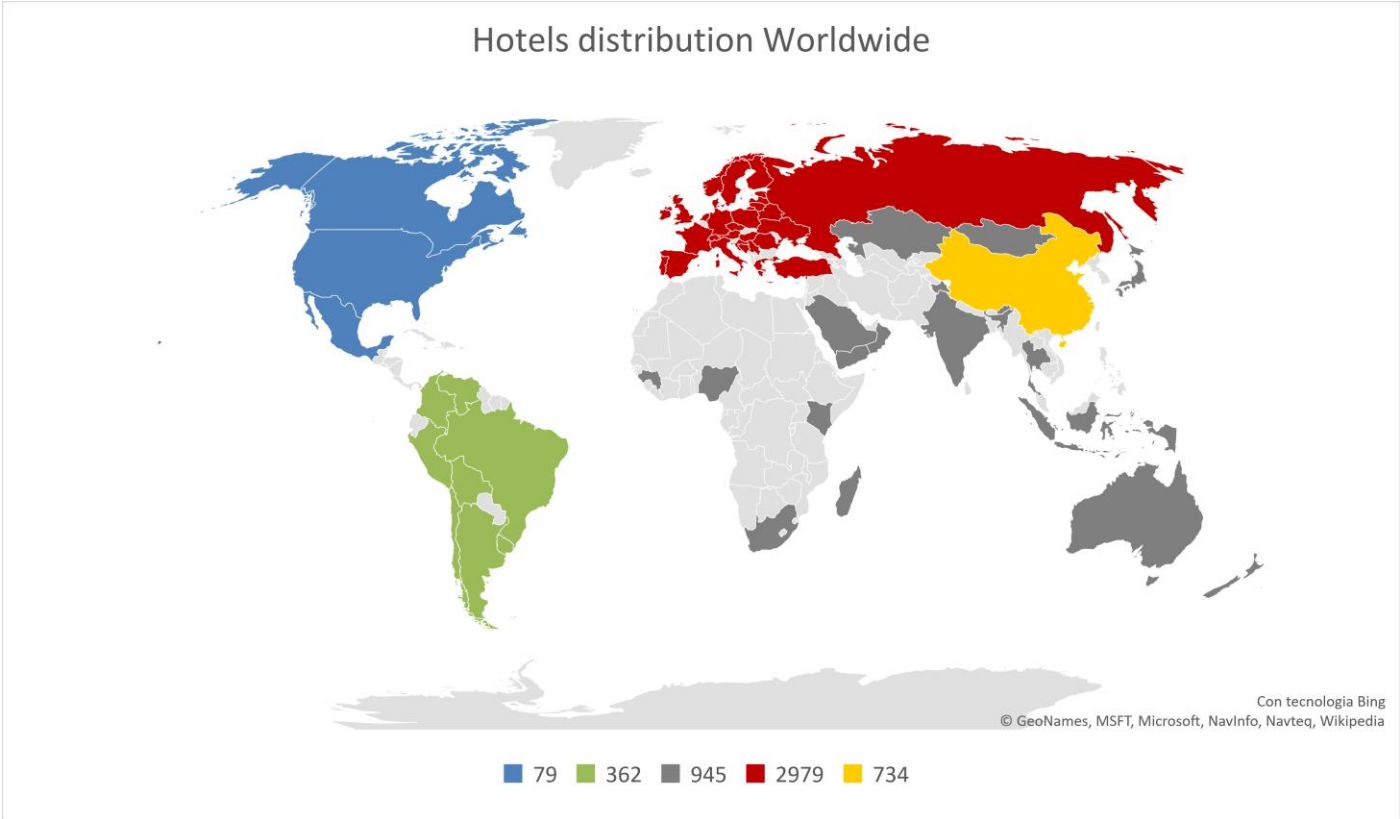 Hotels distribution Worldwide
Con tecnologia Bing
© GeoNames, MSFT, Microsoft, NavInfo, Navteq, Wikipedia
79 362 945 2979 734